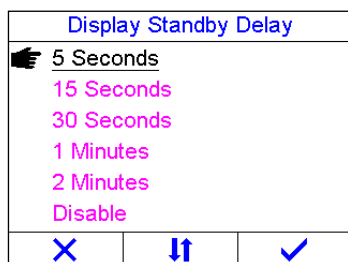 Display Standby Delay
5 Seconds
15 Seconds
30 Seconds
1 Minutes
2 Minutes
Disable